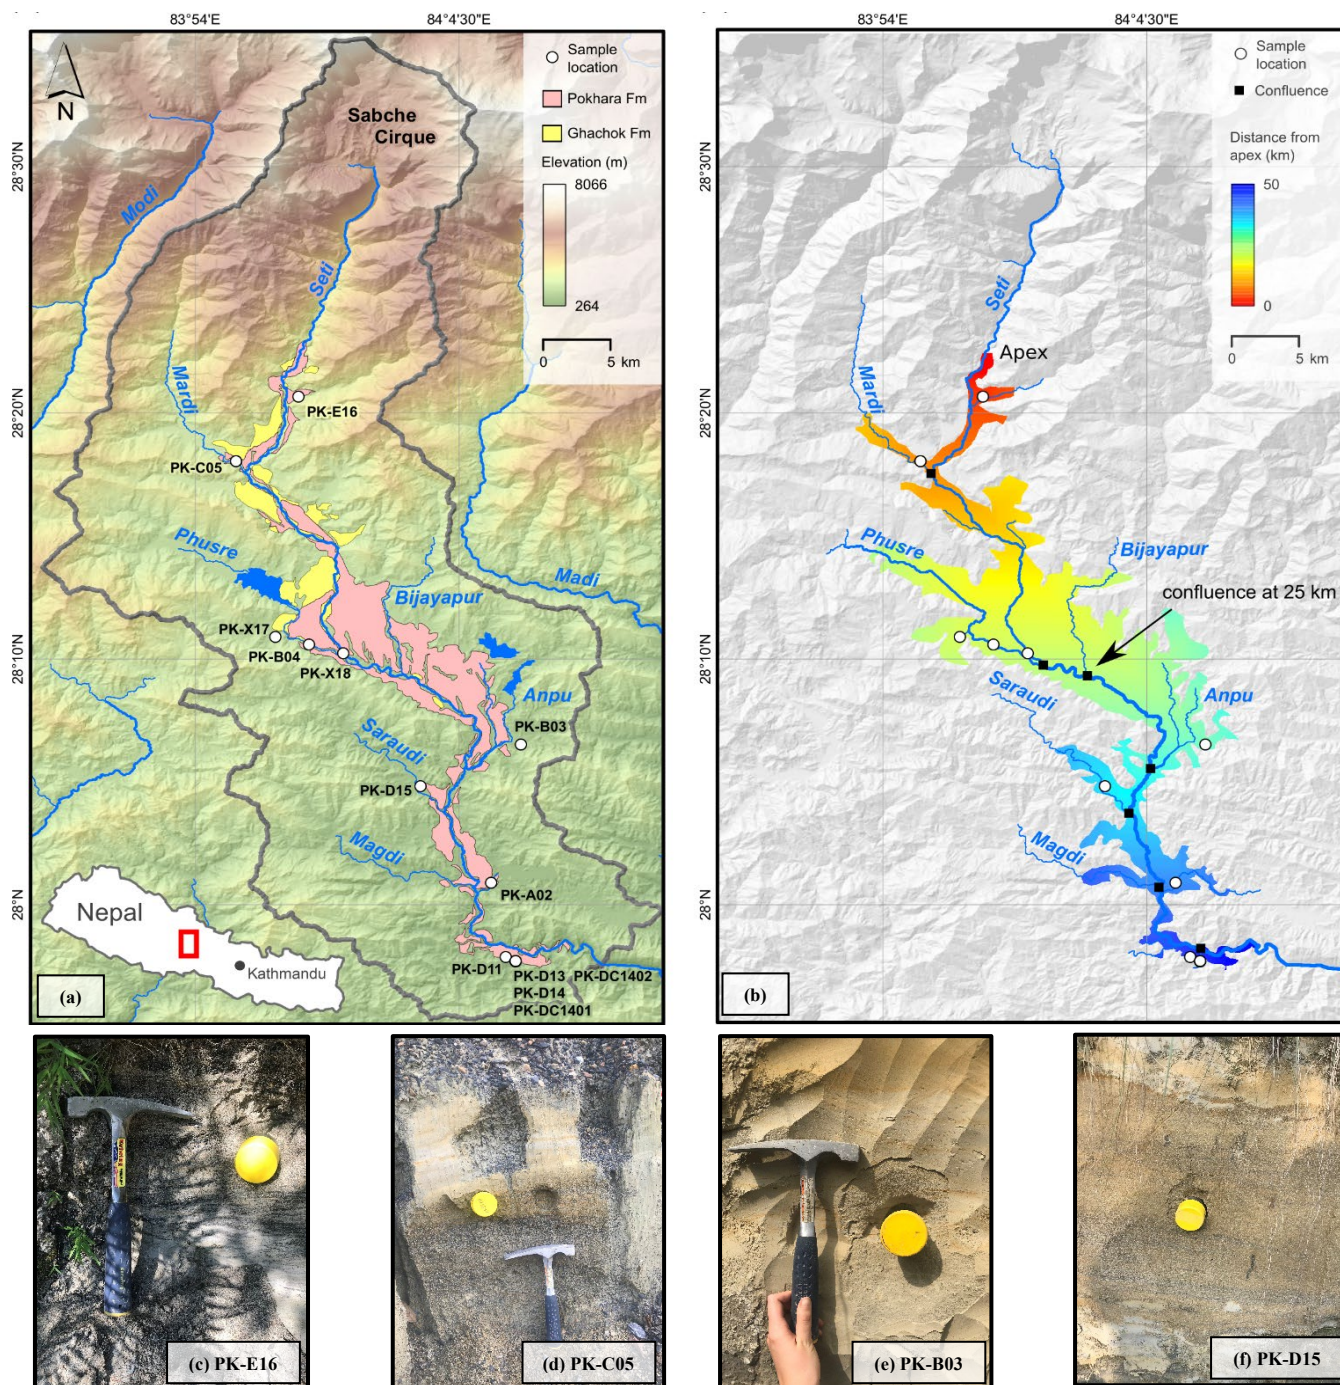 83°54'E
84°4'30"E
28°30'N
28°20'N
28°10'N
28°N
N
Sabche
Cirque
Sample
location
Pokhara Fm
Ghachok Fm
Elevation (m)
8066
264
0 5 km
Modi
Seti
Mardi
PK-E16
PK-C05
Phusre
Bijayapur
Madi
PK-X17
PK-B04
PK-X18
Anpu
PK-B03
Saraudi
PK-D15
Magdi
PK-A02
Nepal
Kathmandu
PK-D11
PK-D13
PK-DC1402
PK-D14
PK-DC1401
(a)
83°54'E
84°4'30"E
28°30'N
28°20'N
28°10'N
28°N
Sample
location
Confluence
Distance from
apex (km)
50
0
0 5 km
Seti
Apex
Mardi
Phusre
Bijayapur
confluence at 25 km
Saraudi
Anpu
Magdi
(b)
(c) PK-E16
(d) PK-C05
(e) PK-B03
(f) PK-D15